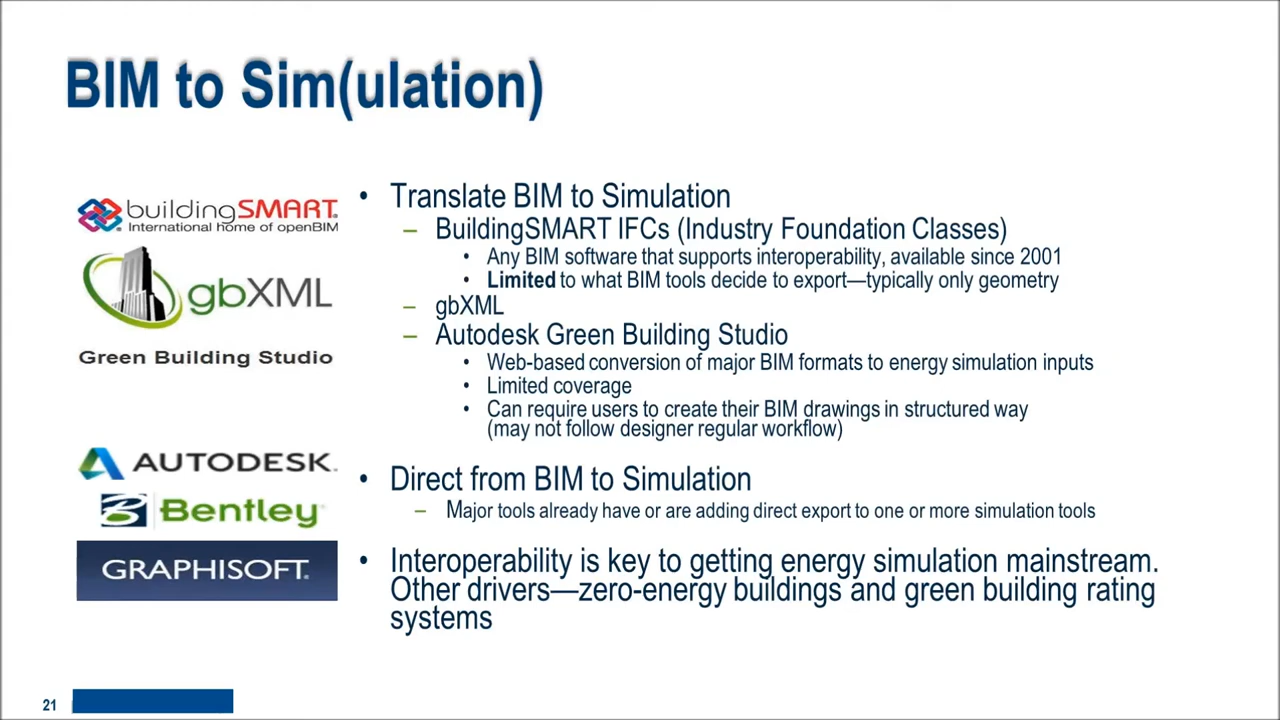 BIM to Sim(ulation)
buildingSMART®
International home of openBIM
gbXML
Green Building Studio
AUTODESK®
Bentley®
GRAPHISOFT®
• Translate BIM to Simulation
– BuildingSMART IFCs (Industry Foundation Classes)
• Any BIM software that supports interoperability, available since 2001
• Limited to what BIM tools decide to export—typically only geometry
– gbXML
– Autodesk Green Building Studio
• Web-based conversion of major BIM formats to energy simulation inputs
• Limited coverage
• Can require users to create their BIM drawings in structured way
(may not follow designer regular workflow)
• Direct from BIM to Simulation
– Major tools already have or are adding direct export to one or more simulation tools
• Interoperability is key to getting energy simulation mainstream.
Other drivers—zero-energy buildings and green building rating
systems
21